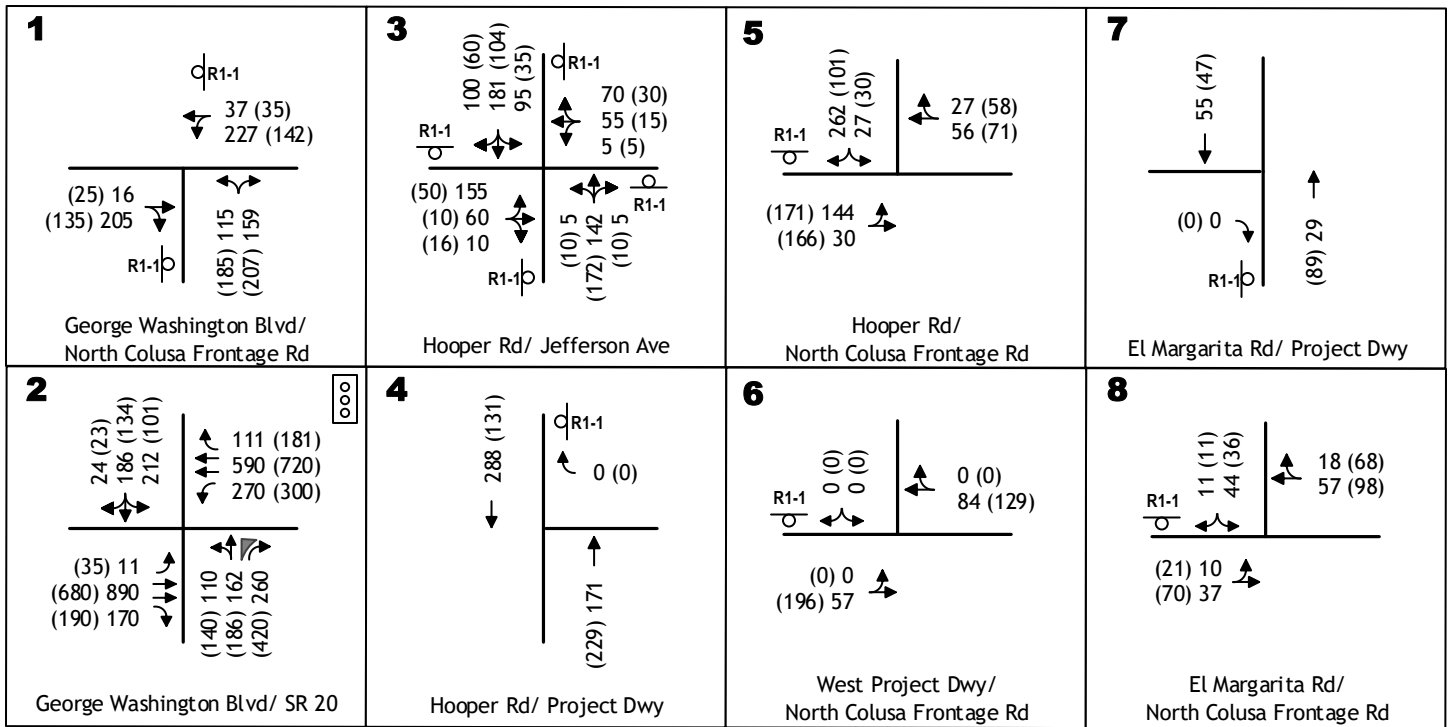 1
R1-1
37 (35)
227 (142)
(25) 16
(135) 205
R1-1
(185) 115
(207) 159
George Washington Blvd/
North Colusa Frontage Rd
3
100 (60)
181 (104)
95 (35)
R1-1
70 (30)
55 (15)
5 (5)
R1-1
(50) 155
(10) 60
(16) 10
R1-1
(10) 5
(172) 142
(10) 5
R1-1
Hooper Rd/ Jefferson Ave
5
262 (101)
27 (30)
R1-1
27 (58)
56 (71)
(171) 144
(166) 30
Hooper Rd/
North Colusa Frontage Rd
7
55 (47)
(0) 0
R1-1
(89) 29
El Margarita Rd/ Project Dwy
2
24 (23)
186 (134)
212 (101)
111 (181)
590 (720)
270 (300)
(35) 11
(680) 890
(190) 170
(140) 110
(186) 162
(420) 260
George Washington Blvd/ SR 20
4
288 (131)
R1-1
0 (0)
(229) 171
Hooper Rd/ Project Dwy
6
0 (0)
0 (0)
R1-1
0 (0)
84 (129)
(0) 0
(196) 57
West Project Dwy/
North Colusa Frontage Rd
8
11 (11)
44 (36)
R1-1
18 (68)
57 (98)
(21) 10
(70) 37
El Margarita Rd/
North Colusa Frontage Rd